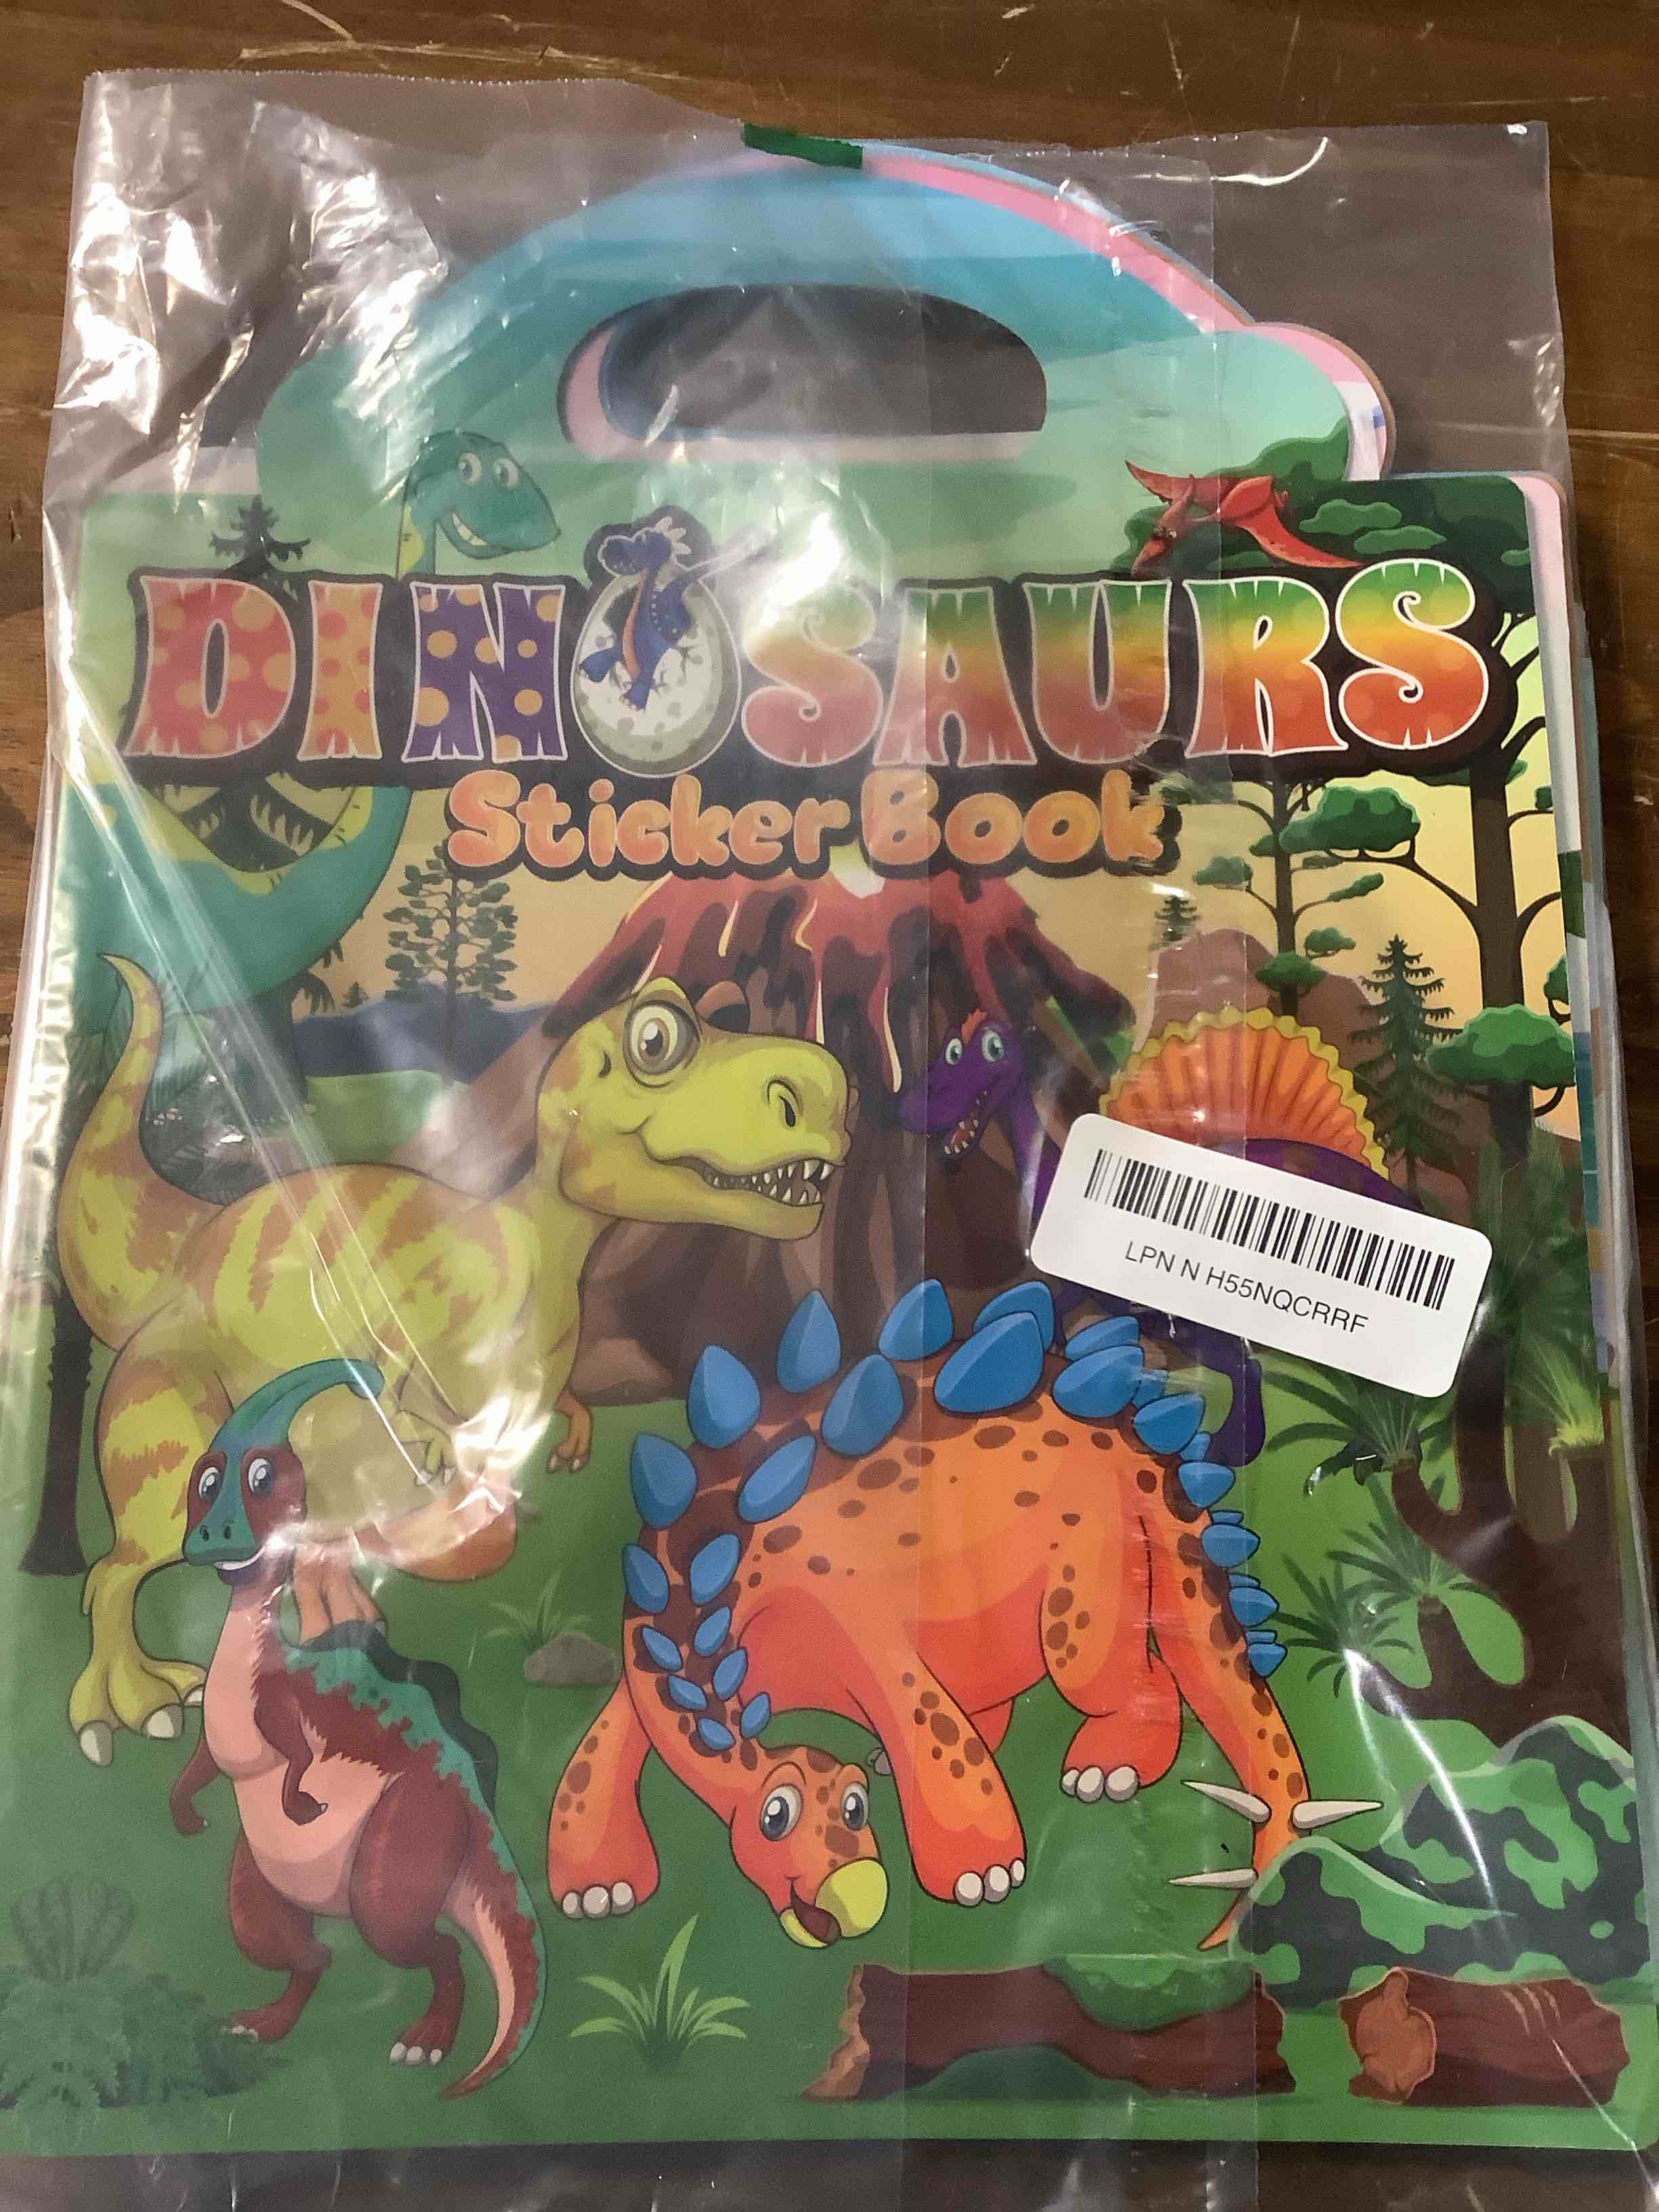 DINOSAURS
Sticker Book
LPN N H55NQCRRF